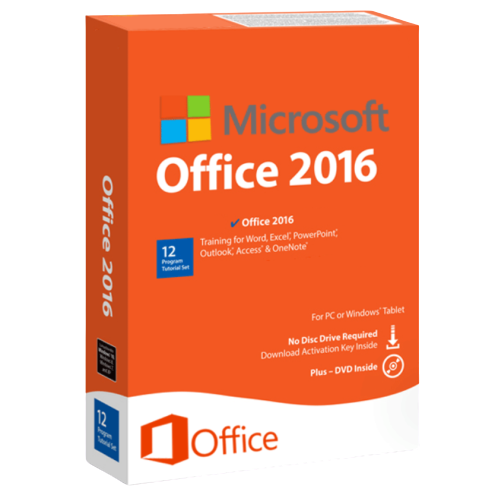 Microsoft
Office 2016
✓ Office 2016
12
Program
Tutorial Set
Training for Word, Excel, PowerPoint,
Outlook, Access & OneNote
For PC or Windows Tablet
No Disc Drive Required
Download Activation Key Inside
Plus – DVD Inside
Office
Office 2016
12
Program
Tutorial Set